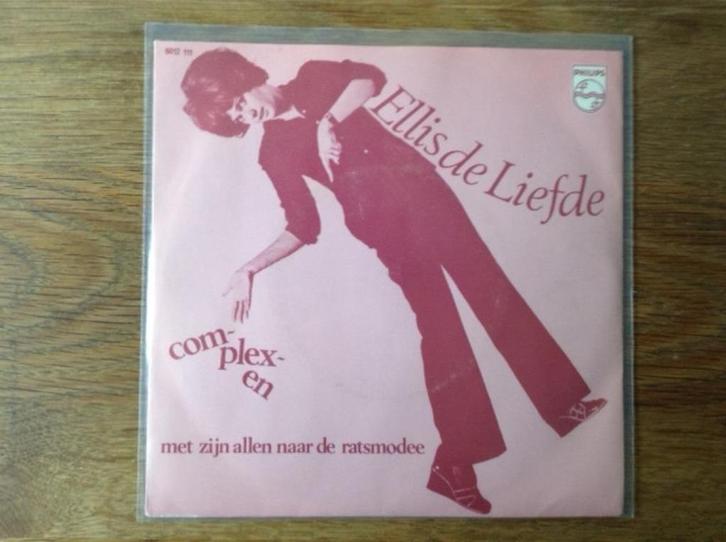 6012 111
PHILIPS
Ellis de Liefde
com-
plex-
en
met zijn allen naar de ratsmodee